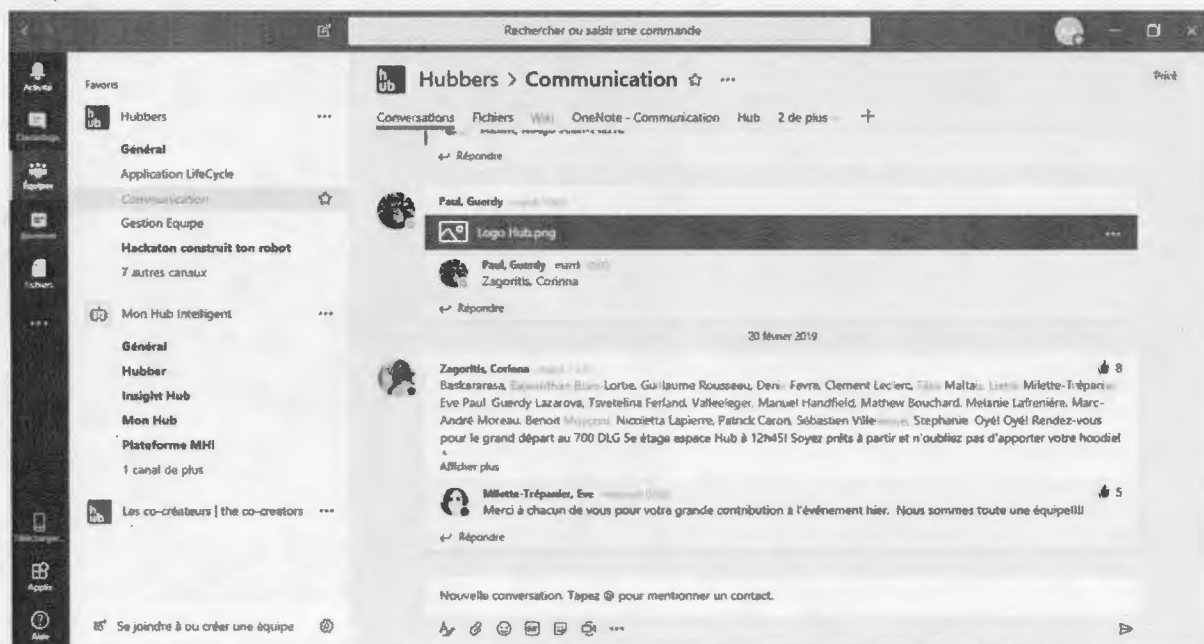 Rechercher ou saisir une commande
Activité
Équipes
Fichiers
Applis
Aide
Favoris
hub
Hubbers
Général
Application LifeCycle
Communication
Gestion Equipe
Hackaton construit ton robot
7 autres canaux
Mon Hub Intelligent
Général
Hubber
Insight Hub
Mon Hub
Plateforme MHI
1 canal de plus
hub
Les co-créateurs | the co-creators
Se joindre à ou créer une équipe
hub
Hubbers > Communication
Privé
Conversations Fichiers Wiki OneNote - Communication Hub 2 de plus +
Répondre
Paul, Guerdy
Logo Hub.png
Paul, Guerdy mardi
Zagoritis, Corinna
Répondre
20 février 2019
Zagoritis, Corinna
8
Baskararasa, Lortie, Guillaume Rousseau, Denis Favre, Clement Leclerc, Malta Milette-Trépanier
Eve Paul Guerdy Lazarova, Tsvetelina Ferland, Valleeleger, Manuel Handfield, Mathew Bouchard, Melanie Lafrenière, Marc-
André Moreau, Benoit Nicoletta Lapierre, Patrick Caron, Sébastien Ville Stephanie Oyé! Oyé! Rendez-vous
pour le grand départ au 700 DLG 5e étage espace Hub à 12h45! Soyez prêts à partir et n'oubliez pas d'apporter votre hoodie!
Afficher plus
Milette-Trépanier, Eve
5
Merci à chacun de vous pour votre grande contribution à l'événement hier. Nous sommes toute une équipe!!!!
Répondre
Nouvelle conversation. Tapez @ pour mentionner un contact.
GIF